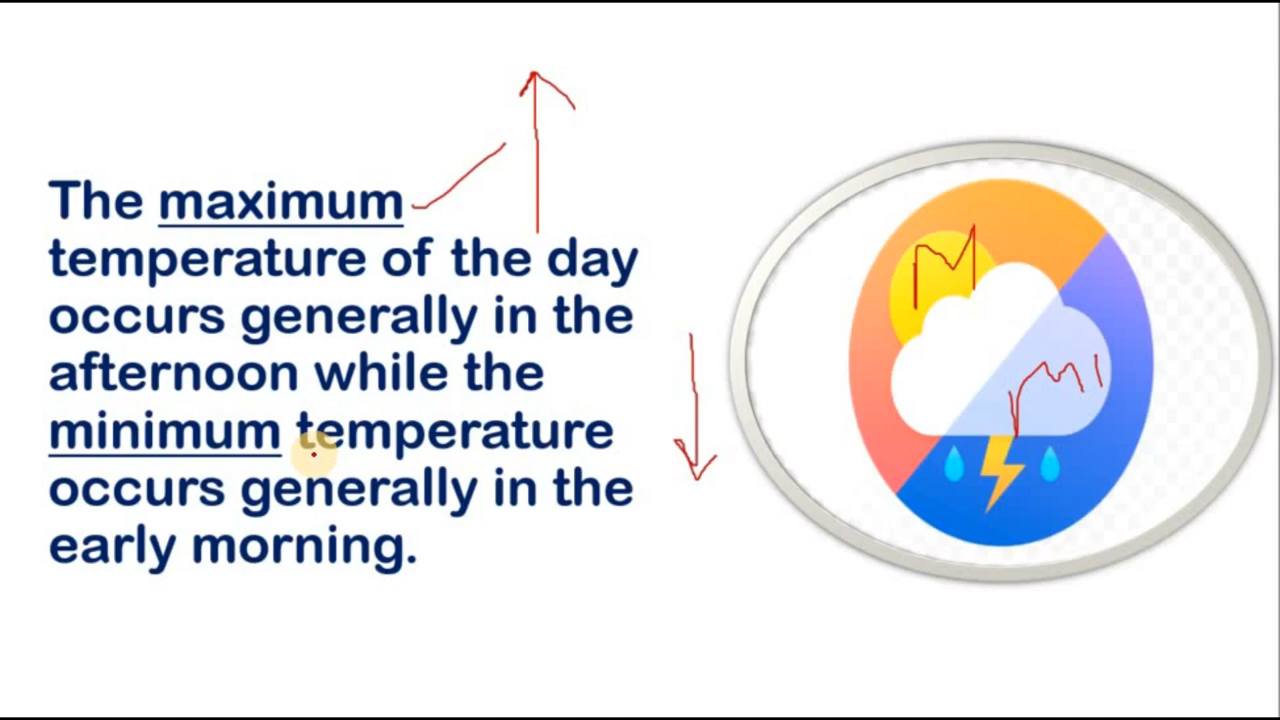 The maximum
temperature of the day
occurs generally in the
afternoon while the
minimum temperature
occurs generally in the
early morning.
M